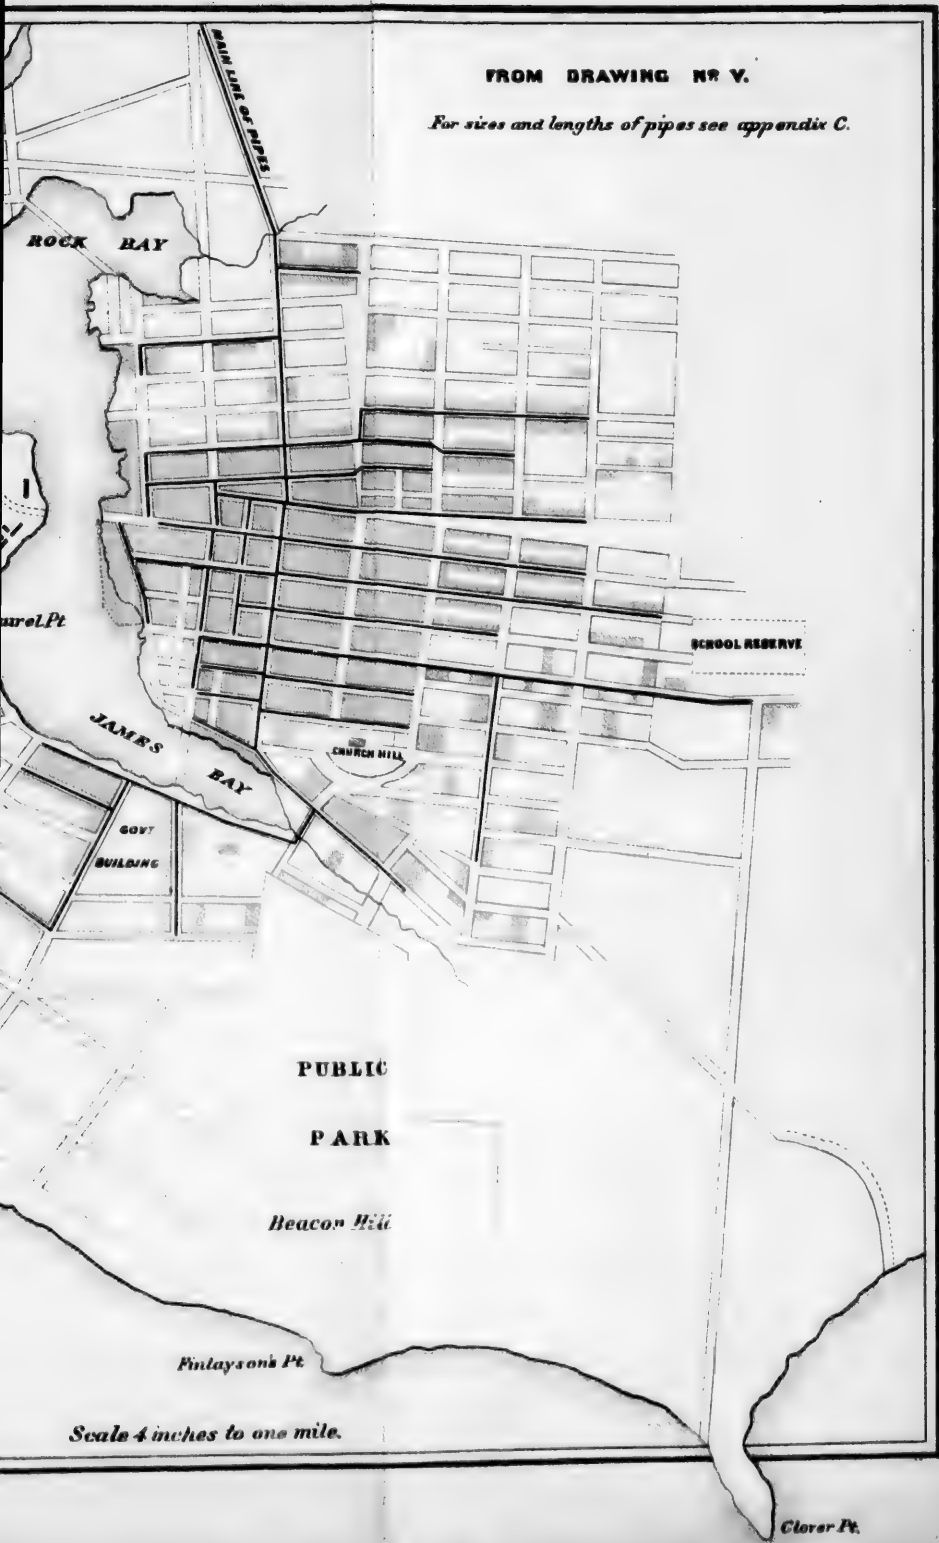 FROM DRAWING No V.
For sizes and lengths of pipes see appendix C.
MAIN LINE OF PIPES
ROCK BAY
SCHOOL RESERVE
JAMES
BAY
CHURCH HILL
GOVT
BUILDING
PUBLIC
PARK
Beacon Hill
Finlayson's Pt
Scale 4 inches to one mile.
Clover Pt.